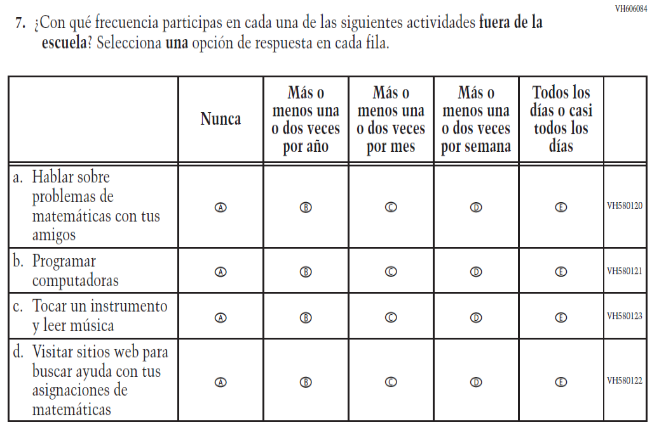 VH606084
7. ¿Con qué frecuencia participas en cada una de las siguientes actividades fuera de la
escuela? Selecciona una opción de respuesta en cada fila.
Nunca
Más o
menos una
o dos veces
por año
Más o
menos una
o dos veces
por mes
Más o
menos una
o dos veces
por semana
Todos los
días o casi
todos los
días
a. Hablar sobre
problemas de
matemáticas con tus
amigos
A B C D E VH580120
b. Programar
computadoras
A B C D E VH580121
c. Tocar un instrumento
y leer música
A B C D E VH580123
d. Visitar sitios web para
buscar ayuda con tus
asignaciones de
matemáticas
A B C D E VH580122